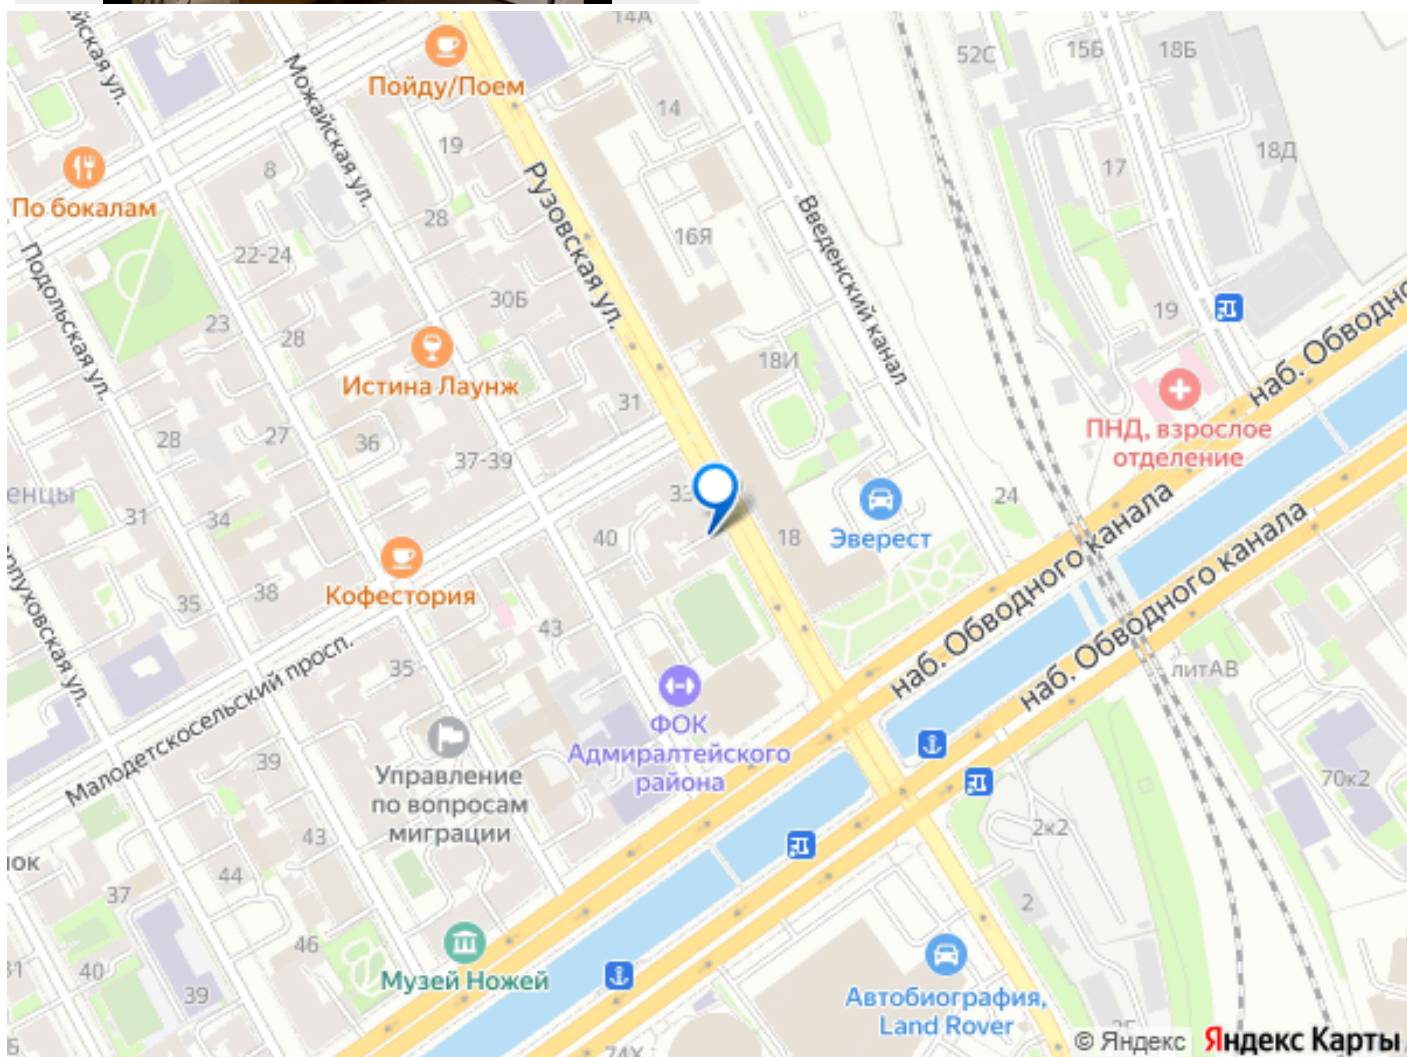 14А
52С
15Б
18Б
Можайская ул.
Пойду/Поем
14
19
8
17
18Д
По бокалам
28
Рузовская ул.
16Я
Введенский канал
22-24
Подольская ул.
30Б
23
28
19
18И
Истина Лаунж
наб. Обводно
ПНД, взрослое
отделение
31
28
27
36
37-39
24
31
34
40
18
Эверест
наб. Обводного канала
наб. Обводного канала
Кофестория
38
35
43
35
Малодетскосельский просп.
литАВ
ФОК
Адмиралтейского
района
39
Управление
по вопросам
миграции
70к2
2к2
43
44
37
2
46
40
39
Музей Ножей
Автобиография,
Land Rover
74Х
© Яндекс
Яндекс Карты